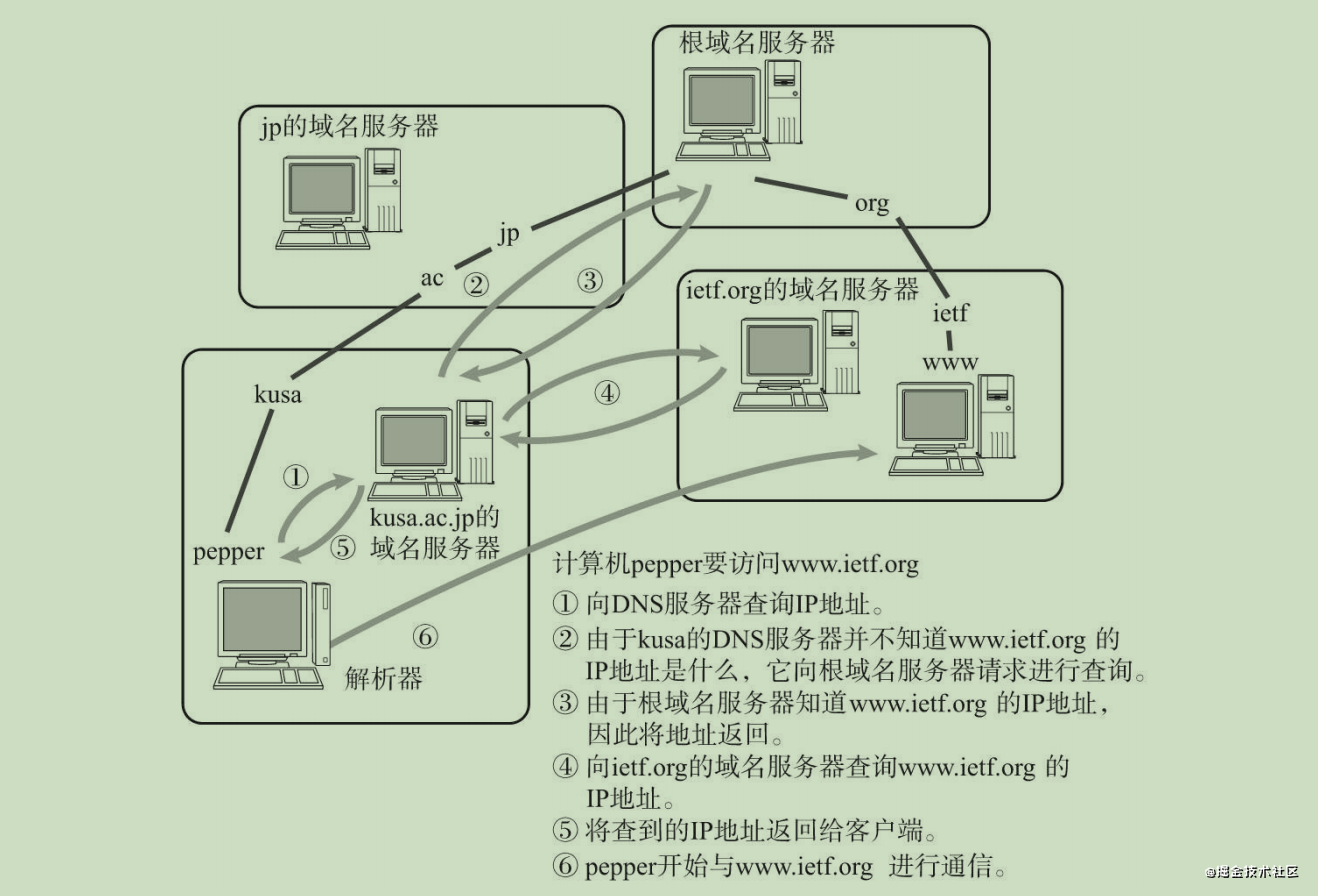 根域名服务器
jp的域名服务器
org
jp
ac
②
③
ietf.org的域名服务器
ietf
www
④
kusa
①
kusa.ac.jp的
域名服务器
pepper
⑤
⑥
解析器
计算机pepper要访问www.ietf.org
① 向DNS服务器查询IP地址。
② 由于kusa的DNS服务器并不知道www.ietf.org 的
IP地址是什么，它向根域名服务器请求进行查询。
③ 由于根域名服务器知道www.ietf.org 的IP地址，
因此将地址返回。
④ 向ietf.org的域名服务器查询www.ietf.org 的
IP地址。
⑤ 将查到的IP地址返回给客户端。
⑥ pepper开始与www.ietf.org 进行通信。
@掘金技术社区